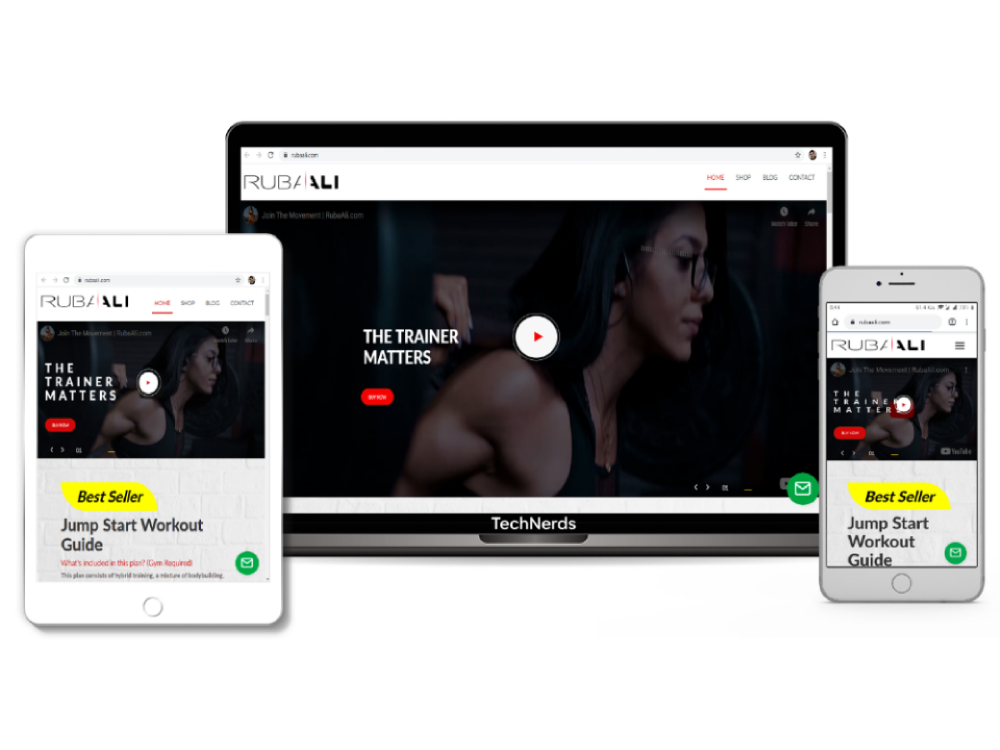 rubaali.com
RUBA ALI
HOME SHOP BLOG CONTACT
Join The Movement | RubaAli.com
Watch later Share
THE TRAINER
MATTERS
BUY NOW
01
TechNerds
rubaali.com
RUBA ALI
HOME SHOP BLOG CONTACT
Join The Movement | RubaAli.com
Watch later Share
THE
TRAINER
MATTERS
BUY NOW
01
Best Seller
Jump Start Workout
Guide
What's included in this plan? (Gym Required)
This plan consists of hybrid training, a mixture of bodybuilding,
rubaali.com
RUBA ALI
Join The Movement | RubaAli.com
THE
TRAINER
MATTERS
BUY NOW
01
YouTube
Best Seller
Jump Start
Workout
Guide